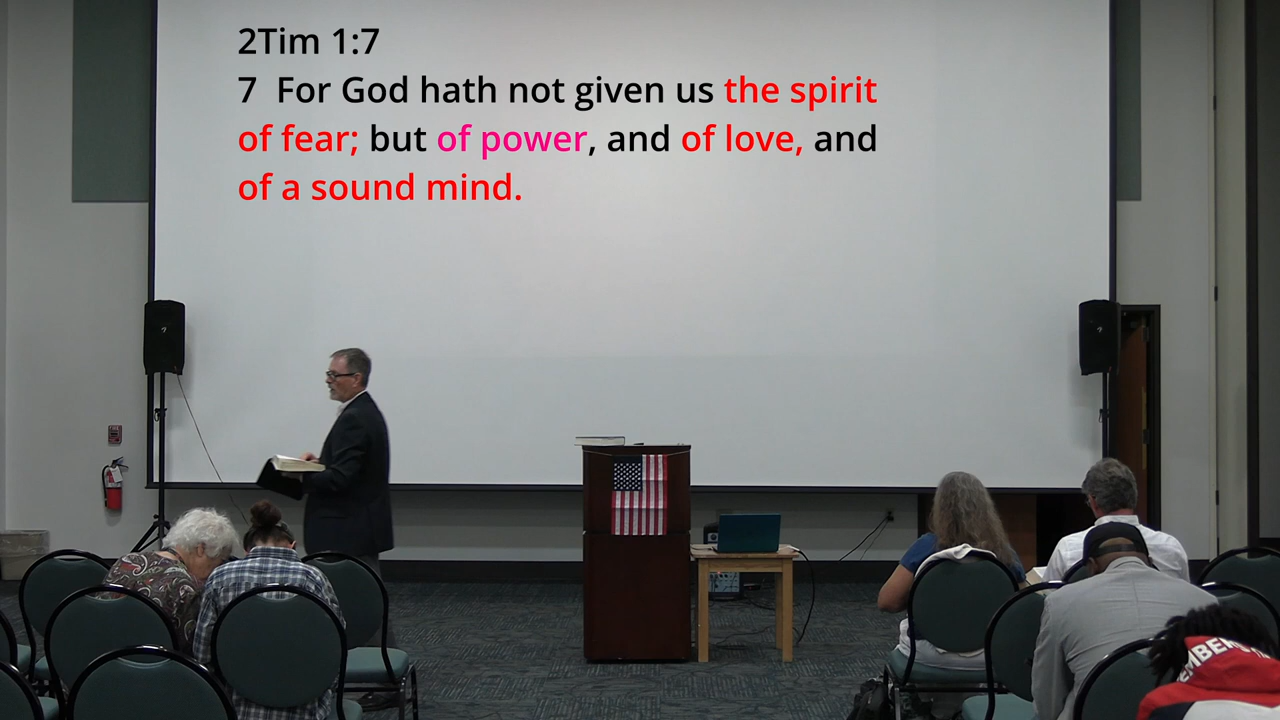 2Tim 1:7
7 For God hath not given us the spirit
of fear; but of power, and of love, and
of a sound mind.